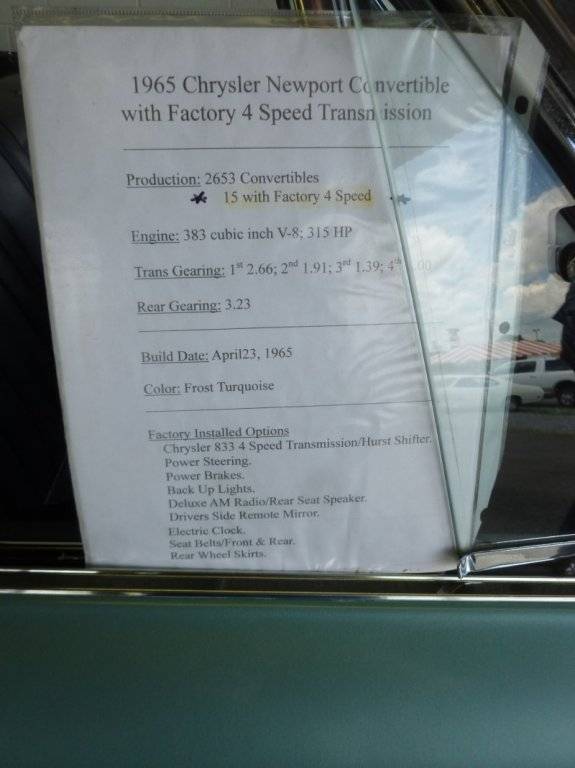 1965 Chrysler Newport Convertible
with Factory 4 Speed Transmission
Production: 2653 Convertibles
15 with Factory 4 Speed
Engine: 383 cubic inch V-8; 315 HP
Trans Gearing: 1st 2.66; 2nd 1.91; 3rd 1.39; 4th .00
Rear Gearing: 3.23
Build Date: April23, 1965
Color: Frost Turquoise
Factory Installed Options
Chrysler 833 4 Speed Transmission/Hurst Shifter.
Power Steering.
Power Brakes.
Back Up Lights.
Deluxe AM Radio/Rear Seat Speaker.
Drivers Side Remote Mirror.
Electric Clock.
Seat Belts/Front & Rear.
Rear Wheel Skirts.